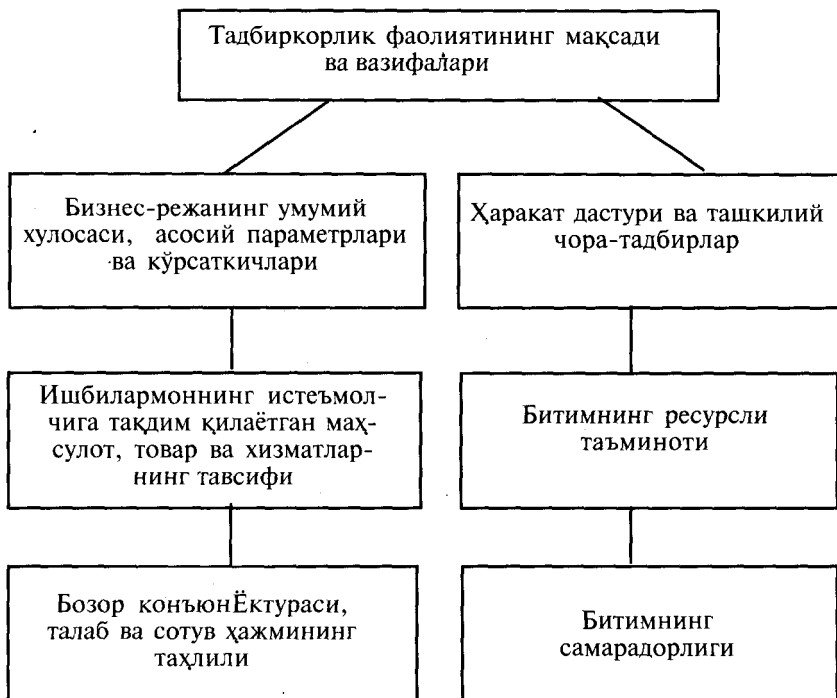 Тадбиркорлик фаолиятининг мақсади
ва вазифалари
Бизнес-режанинг умумий
хулосаси, асосий параметрлари
ва кўрсаткичлари
Ҳаракат дастури ва ташкилий
чора-тадбирлар
Ишбилармоннинг истеъмол-
чига тақдим қилаётган маҳ-
сулот, товар ва хизматлар-
нинг тавсифи
Битимнинг ресурсли
таъминоти
Бозор конъюнЁктураси,
талаб ва сотув ҳажмининг
таҳлили
Битимнинг
самарадорлиги